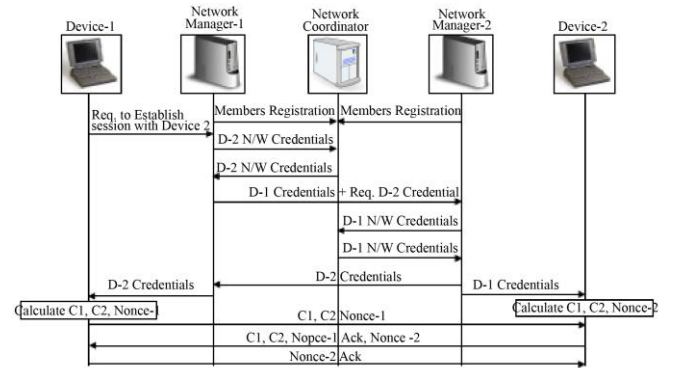 Device-1
Network
Manager-1
Network
Coordinator
Network
Manager-2
Device-2
Req. to Establish
session with Device 2
Members Registration
Members Registration
D-2 N/W Credentials
D-2 N/W Credentials
D-1 Credentials + Req. D-2 Credential
D-1 N/W Credentials
D-1 N/W Credentials
D-2 Credentials
D-2 Credentials
D-1 Credentials
Calculate C1, C2, Nonce-1
Calculate C1, C2, Nonce-2
C1, C2 Nonce-1
C1, C2, Nopce-1 Ack, Nonce -2
Nonce-2 Ack